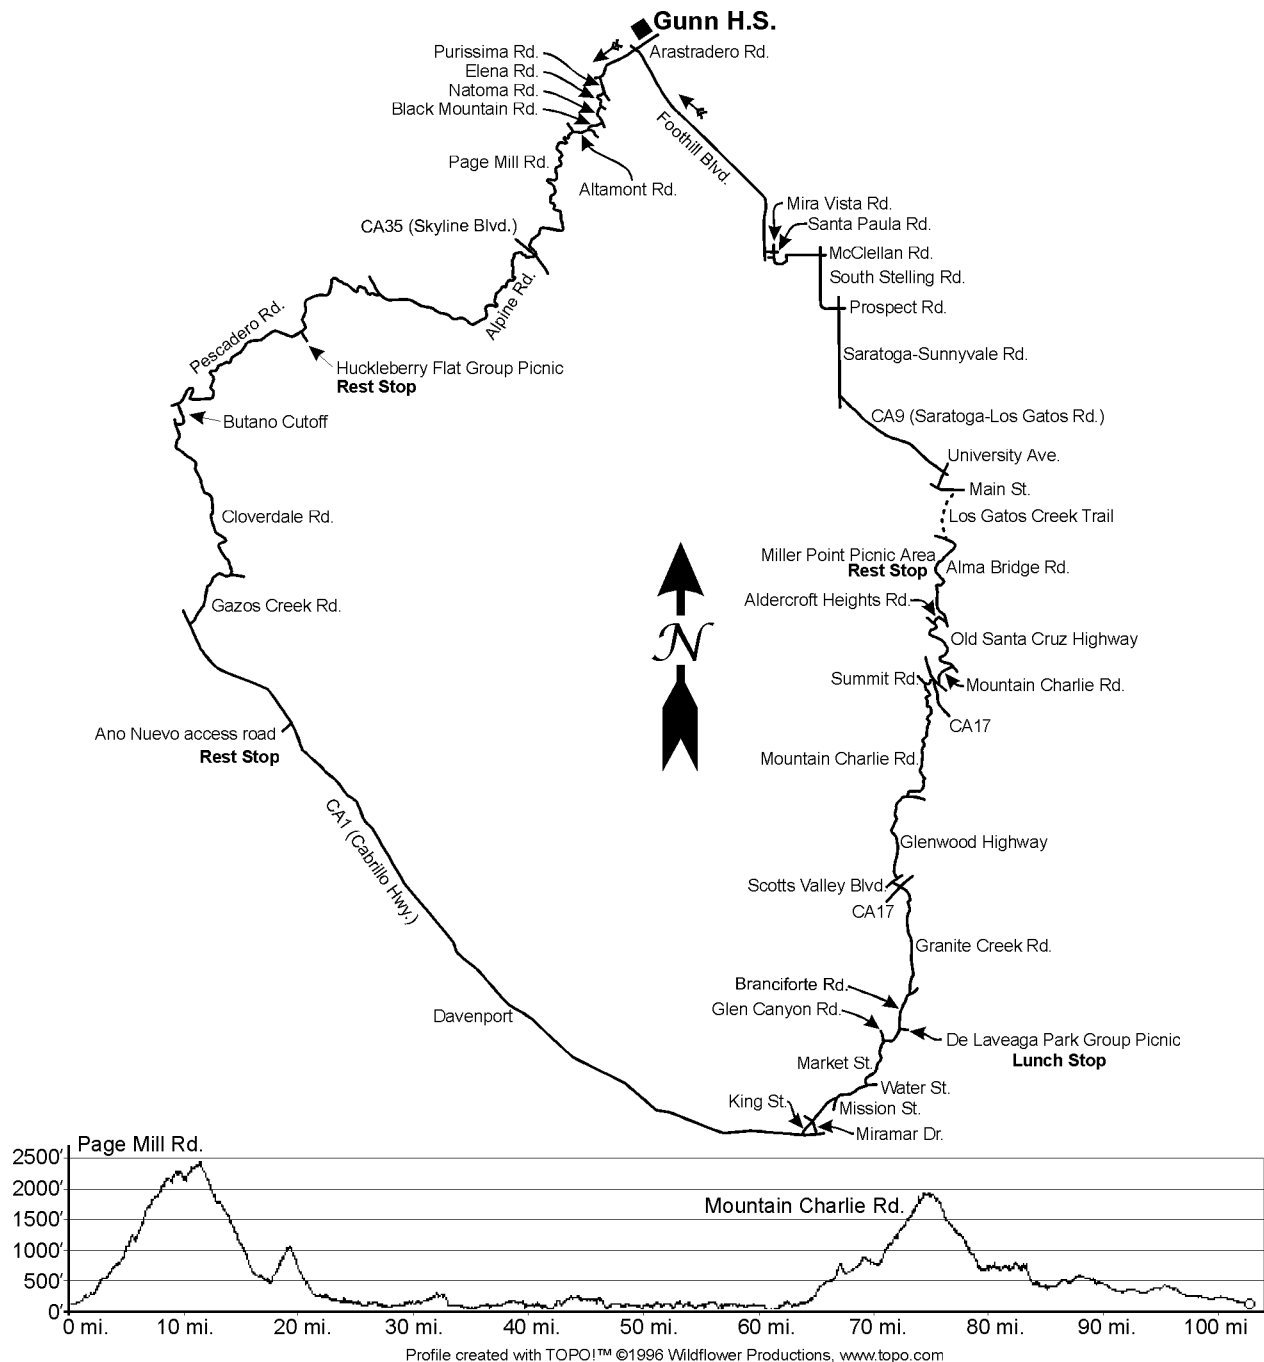 Gunn H.S.
Purissima Rd.
Arastradero Rd.
Elena Rd.
Natoma Rd.
Black Mountain Rd.
Foothill Blvd.
Page Mill Rd.
Altamont Rd.
Mira Vista Rd.
CA35 (Skyline Blvd.)
Santa Paula Rd.
McClellan Rd.
South Stelling Rd.
Alpine Rd.
Prospect Rd.
Pescadero Rd.
Saratoga-Sunnyvale Rd.
Huckleberry Flat Group Picnic
Rest Stop
CA9 (Saratoga-Los Gatos Rd.)
Butano Cutoff
University Ave.
Main St.
Cloverdale Rd.
Los Gatos Creek Trail
Miller Point Picnic Area
Rest Stop
Alma Bridge Rd.
Aldercroft Heights Rd.
Gazos Creek Rd.
N
Old Santa Cruz Highway
Summit Rd.
Mountain Charlie Rd.
CA17
Ano Nuevo access road
Rest Stop
Mountain Charlie Rd.
CA1 (Cabrillo Hwy.)
Glenwood Highway
Scotts Valley Blvd.
CA17
Granite Creek Rd.
Branciforte Rd.
Glen Canyon Rd.
Davenport
De Laveaga Park Group Picnic
Lunch Stop
Market St.
Water St.
King St.
Mission St.
Miramar Dr.
Page Mill Rd.
2500'
2000'
Mountain Charlie Rd.
1500'
1000'
500'
0'
0 mi. 10 mi. 20 mi. 30 mi. 40 mi. 50 mi. 60 mi. 70 mi. 80 mi. 90 mi. 100 mi
Profile created with TOPO!™ ©1996 Wildflower Productions, www.topo.com